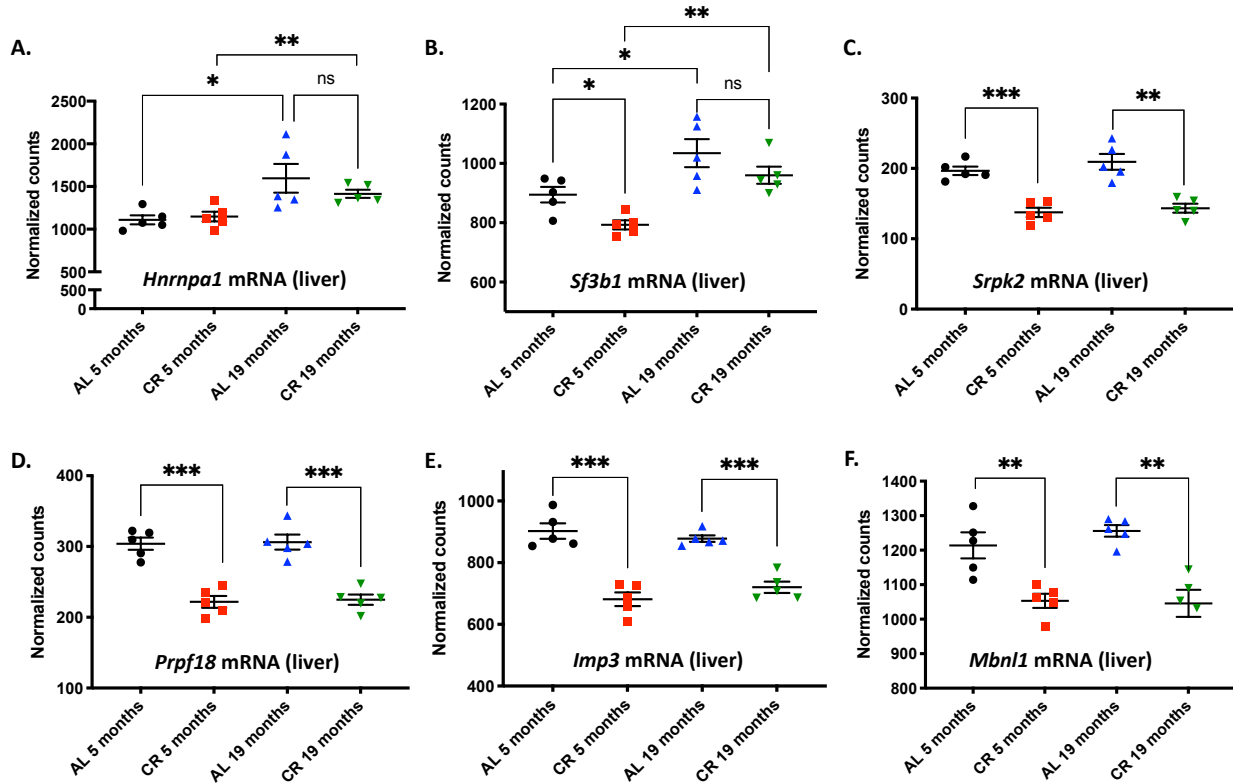 A.
**
*
ns
2500
2000
1500
1000
500
500
0
Normalized counts
Hnrnpa1 mRNA (liver)
AL 5 months
CR 5 months
AL 19 months
CR 19 months
B.
**
*
*
ns
1200
1000
800
600
Normalized counts
Sf3b1 mRNA (liver)
AL 5 months
CR 5 months
AL 19 months
CR 19 months
C.
***
**
300
200
100
0
Normalized counts
Srpk2 mRNA (liver)
AL 5 months
CR 5 months
AL 19 months
CR 19 months
D.
***
***
400
300
200
100
Normalized counts
Prpf18 mRNA (liver)
AL 5 months
CR 5 months
AL 19 months
CR 19 months
E.
***
***
1000
800
600
400
Normalized counts
Imp3 mRNA (liver)
AL 5 months
CR 5 months
AL 19 months
CR 19 months
F.
**
**
1400
1300
1200
1100
1000
900
800
Normalized counts
Mbnl1 mRNA (liver)
AL 5 months
CR 5 months
AL 19 months
CR 19 months